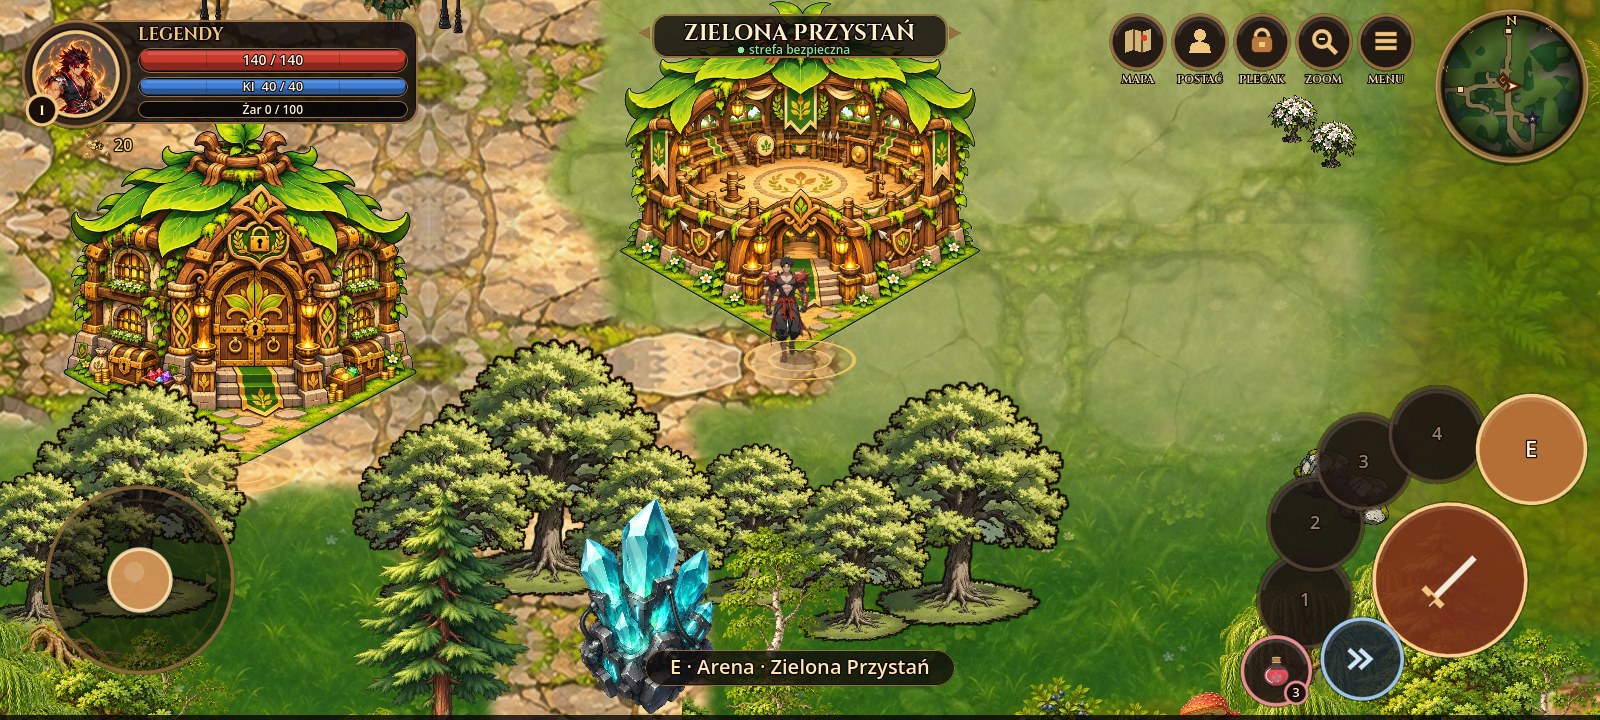 LEGENDY
140 / 140
KI 40 / 40
Żar 0 / 100
1
20
ZIELONA PRZYSTAŃ
strefa bezpieczna
MAPA
POSTAĆ
PLECAK
ZOOM
MENU
N
4
E
3
2
1
3
E · Arena · Zielona Przystań